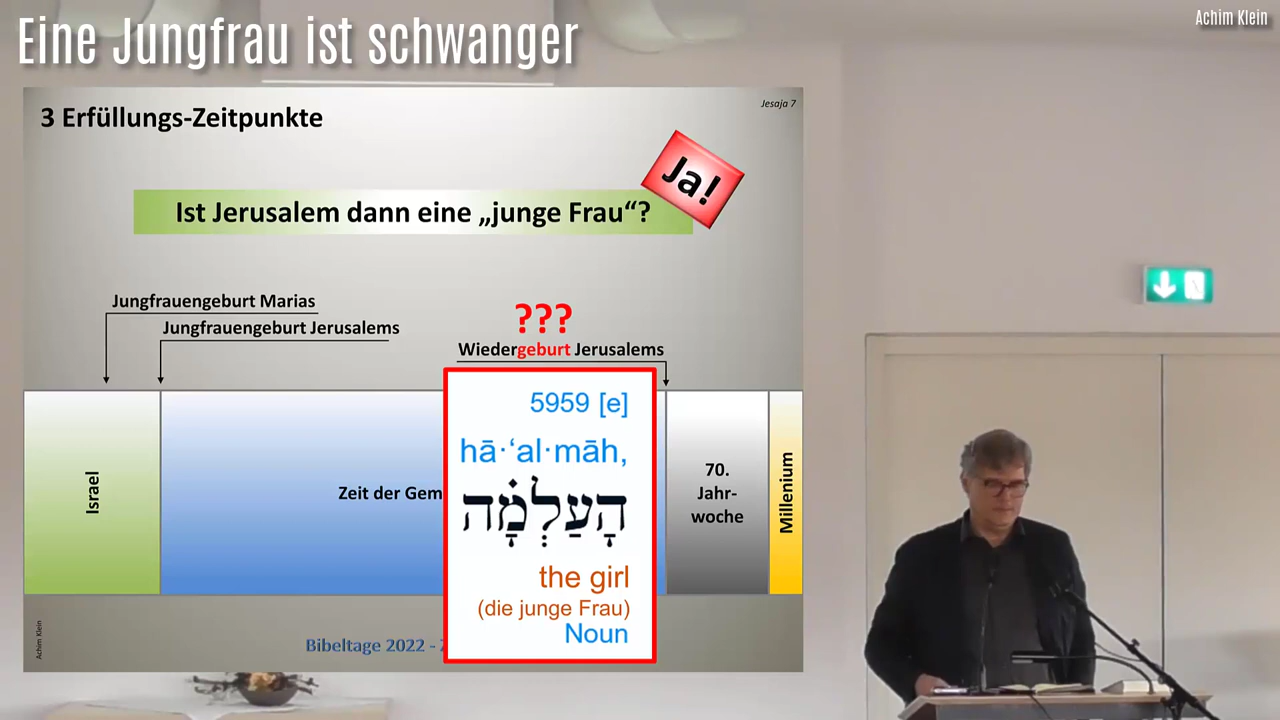 Eine Jungfrau ist schwanger
Achim Klein
3 Erfüllungs-Zeitpunkte
Jesaja 7
Ja!
Ist Jerusalem dann eine „junge Frau“?
Jungfrauengeburt Marias
Jungfrauengeburt Jerusalems
???
Wiedergeburt Jerusalems
Israel
Zeit der Gem
5959 [e]
hā·‘al·māh,
הָעַלְמָ֗ה
the girl
(die junge Frau)
Noun
70.
Jahr-
woche
Millenium
Achim Klein
Bibeltage 2022 -